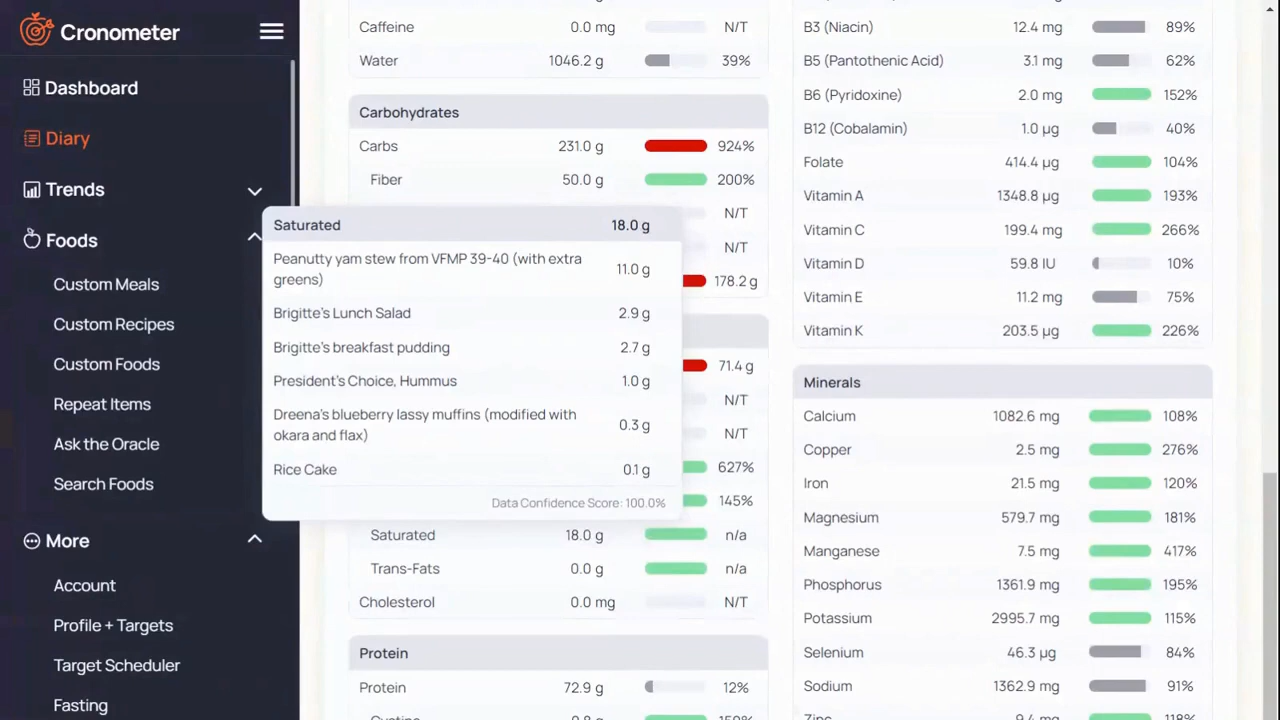 Cronometer
Dashboard
Diary
Trends
Foods
Custom Meals
Custom Recipes
Custom Foods
Repeat Items
Ask the Oracle
Search Foods
More
Account
Profile + Targets
Target Scheduler
Fasting
Caffeine 0.0 mg N/T
Water 1046.2 g 39%
Carbohydrates
Carbs 231.0 g 924%
Fiber 50.0 g 200%
N/T
N/T
178.2 g
Saturated 18.0 g
Peanutty yam stew from VFMP 39-40 (with extra
greens) 11.0 g
Brigitte's Lunch Salad 2.9 g
Brigitte's breakfast pudding 2.7 g
President's Choice, Hummus 1.0 g
Dreena's blueberry lassy muffins (modified with
okara and flax) 0.3 g
Rice Cake 0.1 g
Data Confidence Score: 100.0%
71.4 g
N/T
N/T
627%
145%
Saturated 18.0 g n/a
Trans-Fats 0.0 g n/a
Cholesterol 0.0 mg N/T
Protein
Protein 72.9 g 12%
Cystine 0.8 g 150%
B3 (Niacin) 12.4 mg 89%
B5 (Pantothenic Acid) 3.1 mg 62%
B6 (Pyridoxine) 2.0 mg 152%
B12 (Cobalamin) 1.0 µg 40%
Folate 414.4 µg 104%
Vitamin A 1348.8 µg 193%
Vitamin C 199.4 mg 266%
Vitamin D 59.8 IU 10%
Vitamin E 11.2 mg 75%
Vitamin K 203.5 µg 226%
Minerals
Calcium 1082.6 mg 108%
Copper 2.5 mg 276%
Iron 21.5 mg 120%
Magnesium 579.7 mg 181%
Manganese 7.5 mg 417%
Phosphorus 1361.9 mg 195%
Potassium 2995.7 mg 115%
Selenium 46.3 µg 84%
Sodium 1362.9 mg 91%
Zinc 9.4 mg 118%